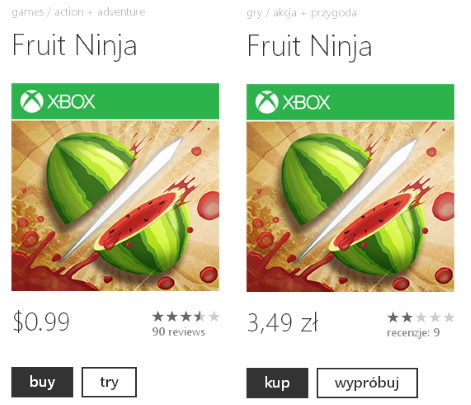 games / action + adventure
Fruit Ninja
XBOX
$0.99
90 reviews
buy
try
gry / akcja + przygoda
Fruit Ninja
XBOX
3,49 zł
recenzje: 9
kup
wypróbuj